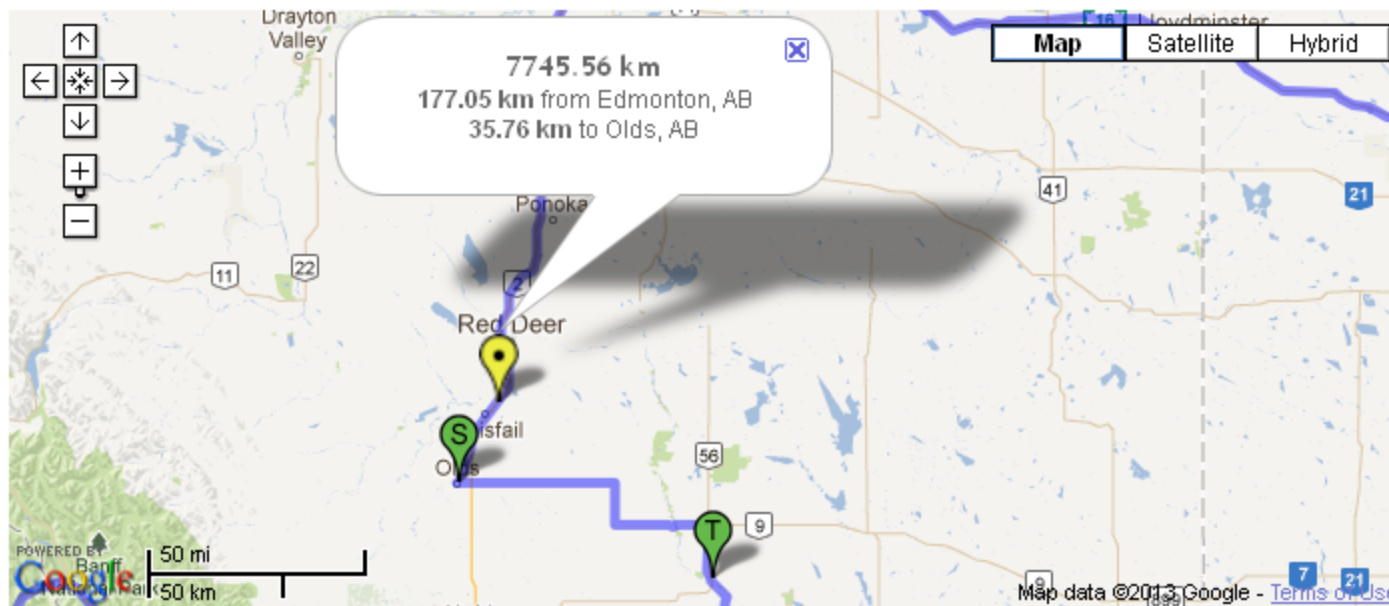 Drayton
Valley
16
Lloydminster
Map Satellite Hybrid
7745.56 km
177.05 km from Edmonton, AB
35.76 km to Olds, AB
41
21
Ponoka
11
22
2
Red Deer
S
isfail
Olds
56
T
9
POWERED BY
Google
Banff
50 mi
50 km
9
7
21
Map data ©2013 Google - Terms of Use